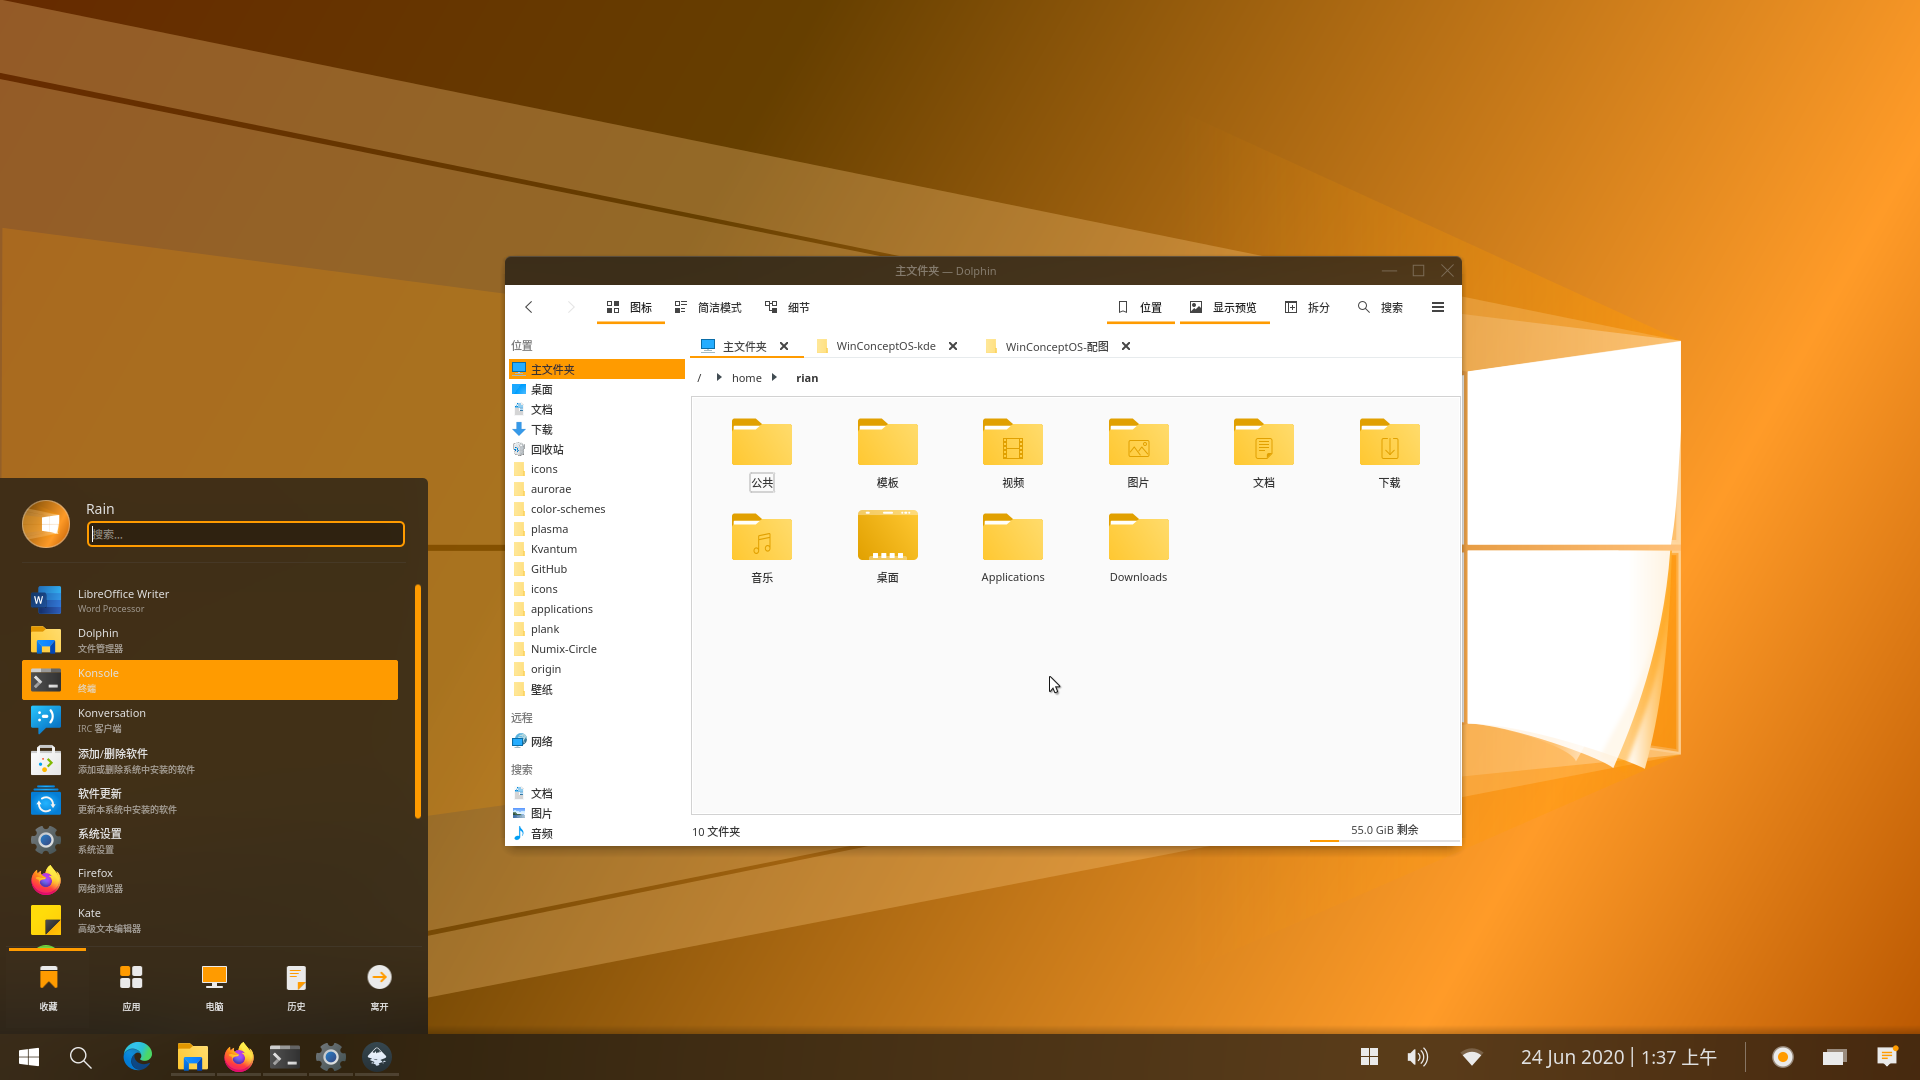 主文件夹 — Dolphin
图标 简洁模式 细节 位置 显示预览 拆分 搜索
位置
主文件夹
桌面
文档
下载
回收站
icons
aurorae
color-schemes
plasma
Kvantum
GitHub
icons
applications
plank
Numix-Circle
origin
壁纸
远程
网络
搜索
文档
图片
音频
主文件夹 WinConceptOS-kde WinConceptOS-配图
/ home rian
公共 模板 视频 图片 文档 下载
音乐 桌面 Applications Downloads
10 文件夹 55.0 GiB 剩余
Rain
搜索...
LibreOffice Writer
Word Processor
Dolphin
文件管理器
Konsole
终端
Konversation
IRC 客户端
添加/删除软件
添加或删除系统中安装的软件
软件更新
更新本系统中安装的软件
系统设置
系统设置
Firefox
网络浏览器
Kate
高级文本编辑器
收藏 应用 电脑 历史 离开
24 Jun 2020 | 1:37 上午